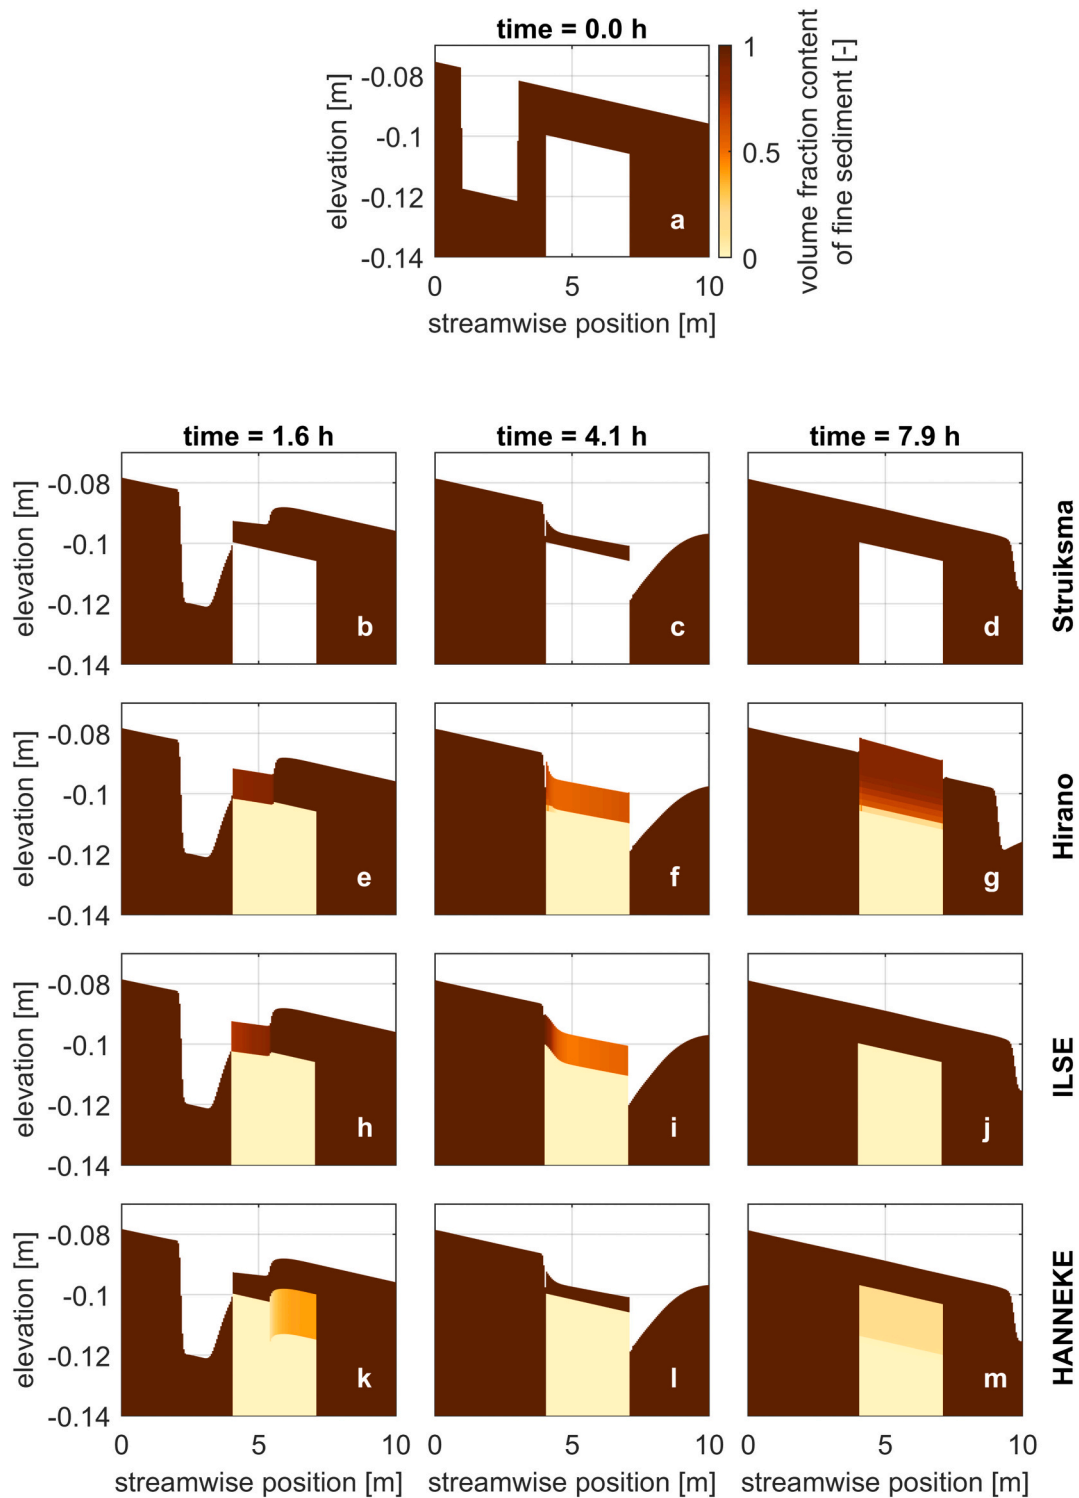 time = 0.0 h
elevation [m]
-0.08
-0.1
-0.12
-0.14
a
0
5
10
streamwise position [m]
1
0.5
0
volume fraction content
of fine sediment [-]
time = 1.6 h
time = 4.1 h
time = 7.9 h
elevation [m]
-0.08
-0.1
-0.12
-0.14
b
c
d
Struiksma
elevation [m]
-0.08
-0.1
-0.12
-0.14
e
f
g
Hirano
elevation [m]
-0.08
-0.1
-0.12
-0.14
h
i
j
ILSE
elevation [m]
-0.08
-0.1
-0.12
-0.14
k
l
m
HANNEKE
0
5
10
0
5
10
0
5
10
streamwise position [m]
streamwise position [m]
streamwise position [m]